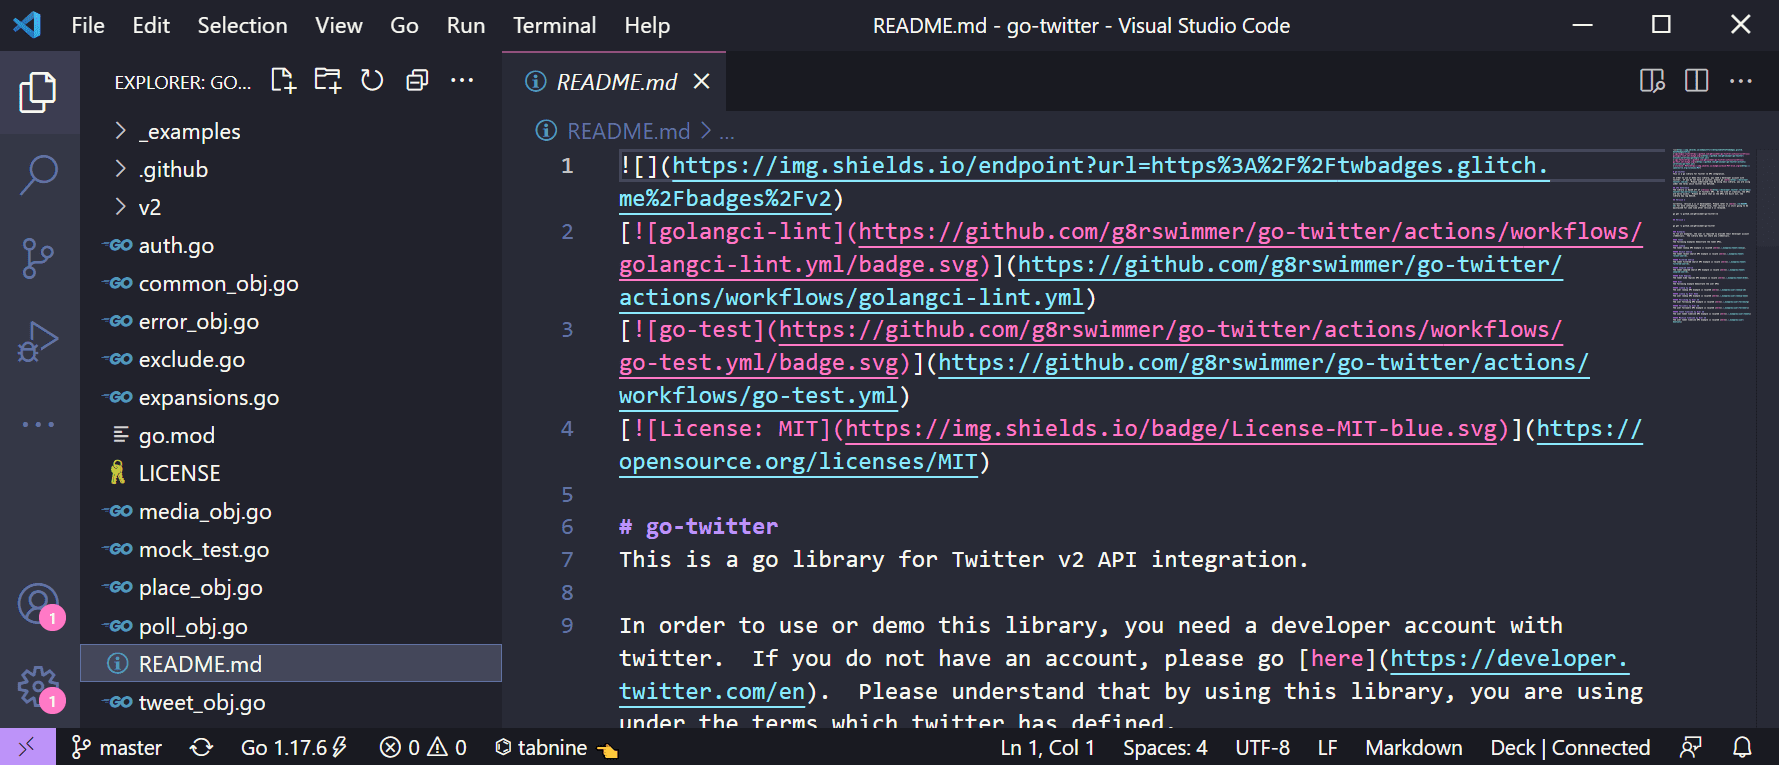 File Edit Selection View Go Run Terminal Help README.md - go-twitter - Visual Studio Code
EXPLORER: GO...
_examples
.github
v2
auth.go
common_obj.go
error_obj.go
exclude.go
expansions.go
go.mod
LICENSE
media_obj.go
mock_test.go
place_obj.go
poll_obj.go
README.md
tweet_obj.go
1
1
README.md
README.md > ...
1 ![](https://img.shields.io/endpoint?url=https%3A%2F%2Ftwbadges.glitch.
me%2Fbadges%2Fv2)
2 [![golangci-lint](https://github.com/g8rswimmer/go-twitter/actions/workflows/
golangci-lint.yml/badge.svg)](https://github.com/g8rswimmer/go-twitter/
actions/workflows/golangci-lint.yml)
3 [![go-test](https://github.com/g8rswimmer/go-twitter/actions/workflows/
go-test.yml/badge.svg)](https://github.com/g8rswimmer/go-twitter/actions/
workflows/go-test.yml)
4 [![License: MIT](https://img.shields.io/badge/License-MIT-blue.svg)](https://
opensource.org/licenses/MIT)
5
6 # go-twitter
7 This is a go library for Twitter v2 API integration.
8
9 In order to use or demo this library, you need a developer account with
twitter.  If you do not have an account, please go [here](https://developer.
twitter.com/en).  Please understand that by using this library, you are using
under the terms which twitter has defined.
master Go 1.17.6 0 0 tabnine Ln 1, Col 1 Spaces: 4 UTF-8 LF Markdown Deck | Connected